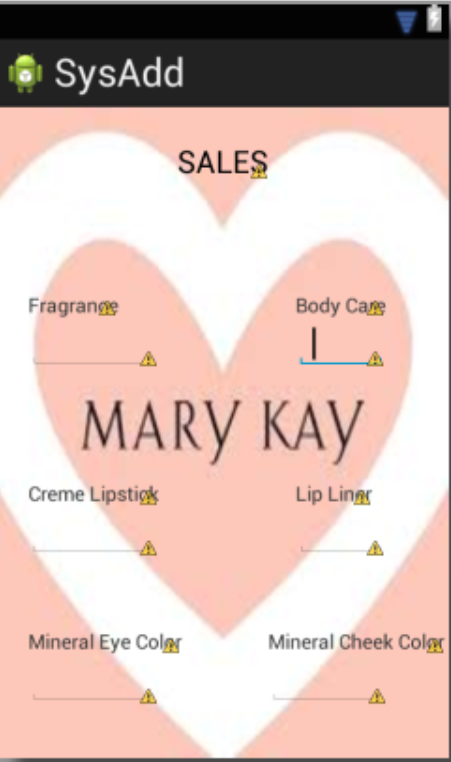 SysAdd
SALES
Fragrance
Body Care
MARY KAY
Creme Lipstick
Lip Liner
Mineral Eye Color
Mineral Cheek Color